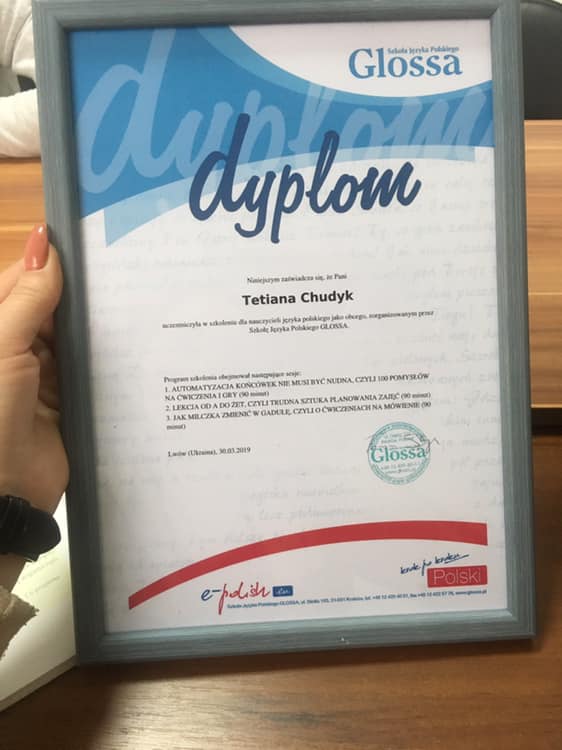 Szkoła Języka Polskiego
Glossa
dyplom
dyplom
Niniejszym zaświadcza się, że Pani
Tetiana Chudyk
uczestniczyła w szkoleniu dla nauczycieli języka polskiego jako obcego, zorganizowanym przez
Szkołę Języka Polskiego GLOSSA.
Program szkolenia obejmował następujące sesje:
1. AUTOMATYZACJA KOŃCÓWEK NIE MUSI BYĆ NUDNA, CZYLI 100 POMYSŁÓW
NA ĆWICZENIA I GRY (90 minut)
2. LEKCJA OD A DO ZET, CZYLI TRUDNA SZTUKA PLANOWANIA ZAJĘĆ (90 minut)
3. JAK MILCZKA ZMIENIĆ W GADUŁĘ, CZYLI O ĆWICZENIACH NA MÓWIENIE (90
minut)
Glossa
Lwów (Ukraina), 30.03.2019
krok po kroku
Polski
e-polish
Szkoła Języka Polskiego GLOSSA, ul.